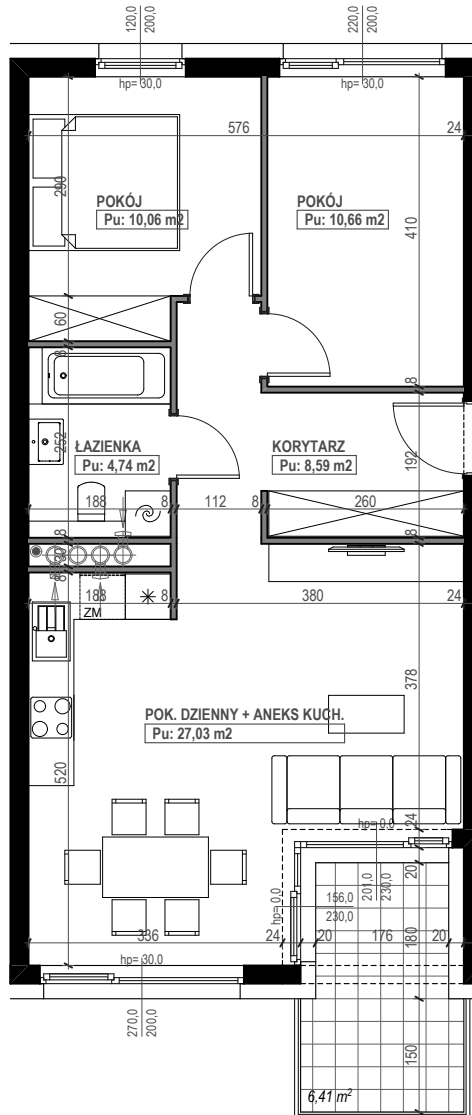 120,0
200,0
220,0
200,0
hp= 30,0
hp= 30,0
576
24
290
POKÓJ
Pu: 10,06 m2
POKÓJ
Pu: 10,66 m2
410
60
8
8
252
ŁAZIENKA
Pu: 4,74 m2
KORYTARZ
Pu: 8,59 m2
192
188
8
112
8
260
8
30
8
8
188
8
380
24
ZM
378
POK. DZIENNY + ANEKS KUCH.
Pu: 27,03 m2
520
hp= 0,0
24
20
hp= 0,0
156,0
230,0
201,0
230,0
336
24
20
176
20
180
hp= 30,0
270,0
200,0
150
6,41 m²